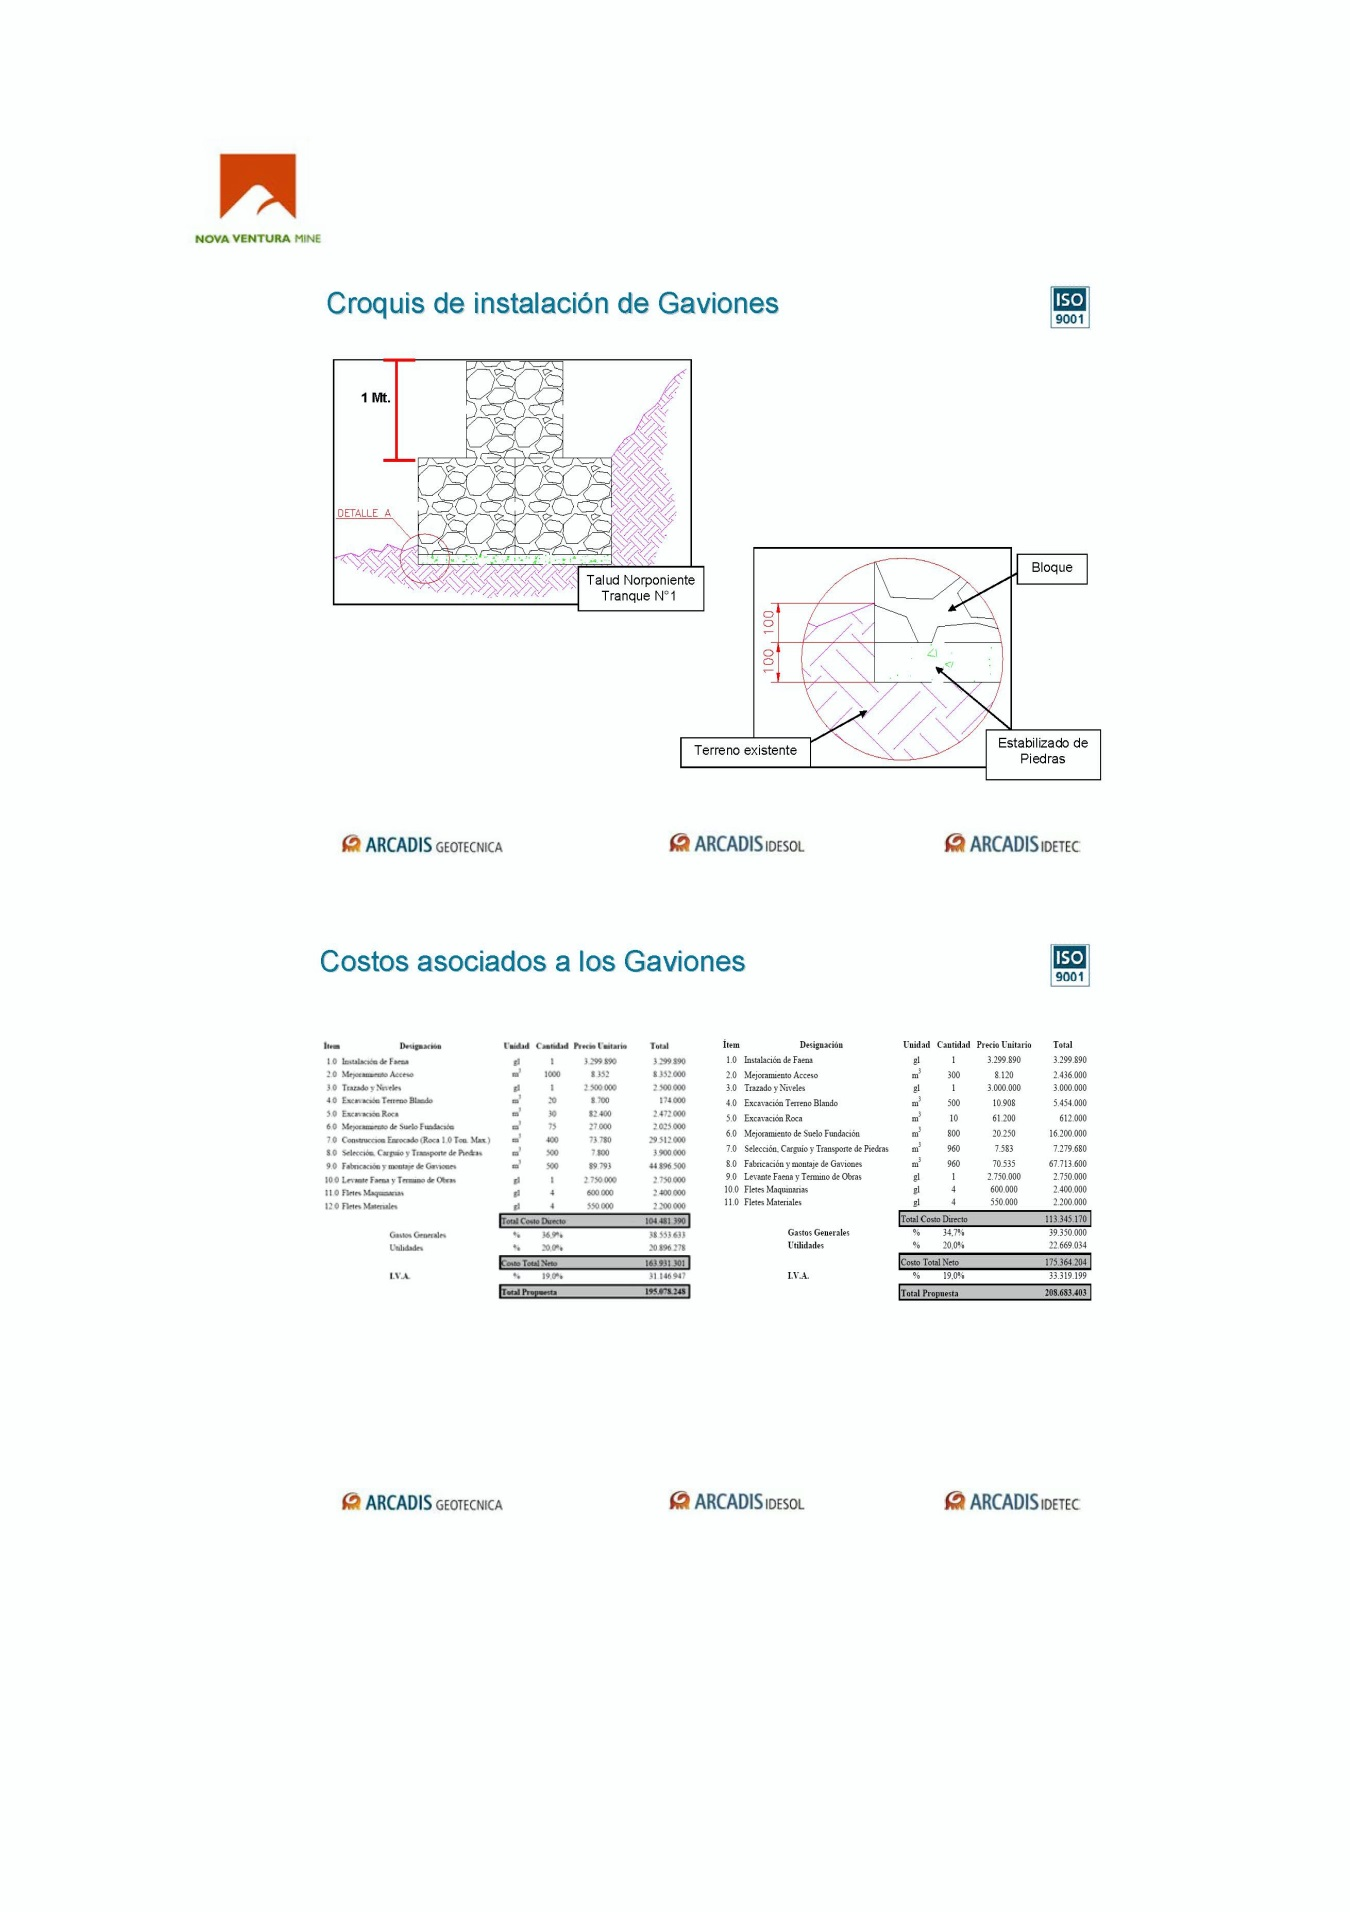 NOVA VENTURA MINE
Croquis de instalación de Gaviones
ISO
9001
1 Mt.
DETALLE A
Talud Norponiente
Tranque N°1
Bloque
100
100
Terreno existente
Estabilizado de
Piedras
ARCADIS GEOTECNICA
ARCADIS IDESOL
ARCADIS IDETEC
Costos asociados a los Gaviones
ISO
9001
Ítem Designación Unidad Cantidad Precio Unitario Total
1.0 Instalación de Faena gl 1 3.299.890 3.299.890
2.0 Mejoramiento Acceso m³ 1000 8.352 8.352.000
3.0 Trazado y Niveles gl 1 2.500.000 2.500.000
4.0 Excavación Terreno Blando m³ 20 8.700 174.000
5.0 Excavación Roca m³ 30 82.400 2.472.000
6.0 Mejoramiento de Suelo Fundación m³ 75 27.000 2.025.000
7.0 Construccion Enrocado (Roca 1.0 Ton. Max.) m³ 400 73.780 29.512.000
8.0 Selección, Carguio y Transporte de Piedras m³ 500 7.800 3.900.000
9.0 Fabricación y montaje de Gaviones m³ 500 89.793 44.896.500
10.0 Levante Faena y Termino de Obras gl 1 2.750.000 2.750.000
11.0 Fletes Maquinarias gl 4 600.000 2.400.000
12.0 Fletes Materiales gl 4 550.000 2.200.000
Total Costo Directo 104.481.390
Gastos Generales % 36,9% 38.553.633
Utilidades % 20,0% 20.896.278
Costo Total Neto 163.931.301
I.V.A. % 19,0% 31.146.947
Total Propuesta 195.078.248
Ítem Designación Unidad Cantidad Precio Unitario Total
1.0 Instalación de Faena gl 1 3.299.890 3.299.890
2.0 Mejoramiento Acceso m³ 300 8.120 2.436.000
3.0 Trazado y Niveles gl 1 3.000.000 3.000.000
4.0 Excavación Terreno Blando m³ 500 10.908 5.454.000
5.0 Excavación Roca m³ 10 61.200 612.000
6.0 Mejoramiento de Suelo Fundación m³ 800 20.250 16.200.000
7.0 Selección, Carguio y Transporte de Piedras m³ 960 7.583 7.279.680
8.0 Fabricación y montaje de Gaviones m³ 960 70.535 67.713.600
9.0 Levante Faena y Termino de Obras gl 1 2.750.000 2.750.000
10.0 Fletes Maquinarias gl 4 600.000 2.400.000
11.0 Fletes Materiales gl 4 550.000 2.200.000
Total Costo Directo 113.345.170
Gastos Generales % 34,7% 39.350.000
Utilidades % 20,0% 22.669.034
Costo Total Neto 175.364.204
I.V.A. % 19,0% 33.319.199
Total Propuesta 208.683.403
ARCADIS GEOTECNICA
ARCADIS IDESOL
ARCADIS IDETEC